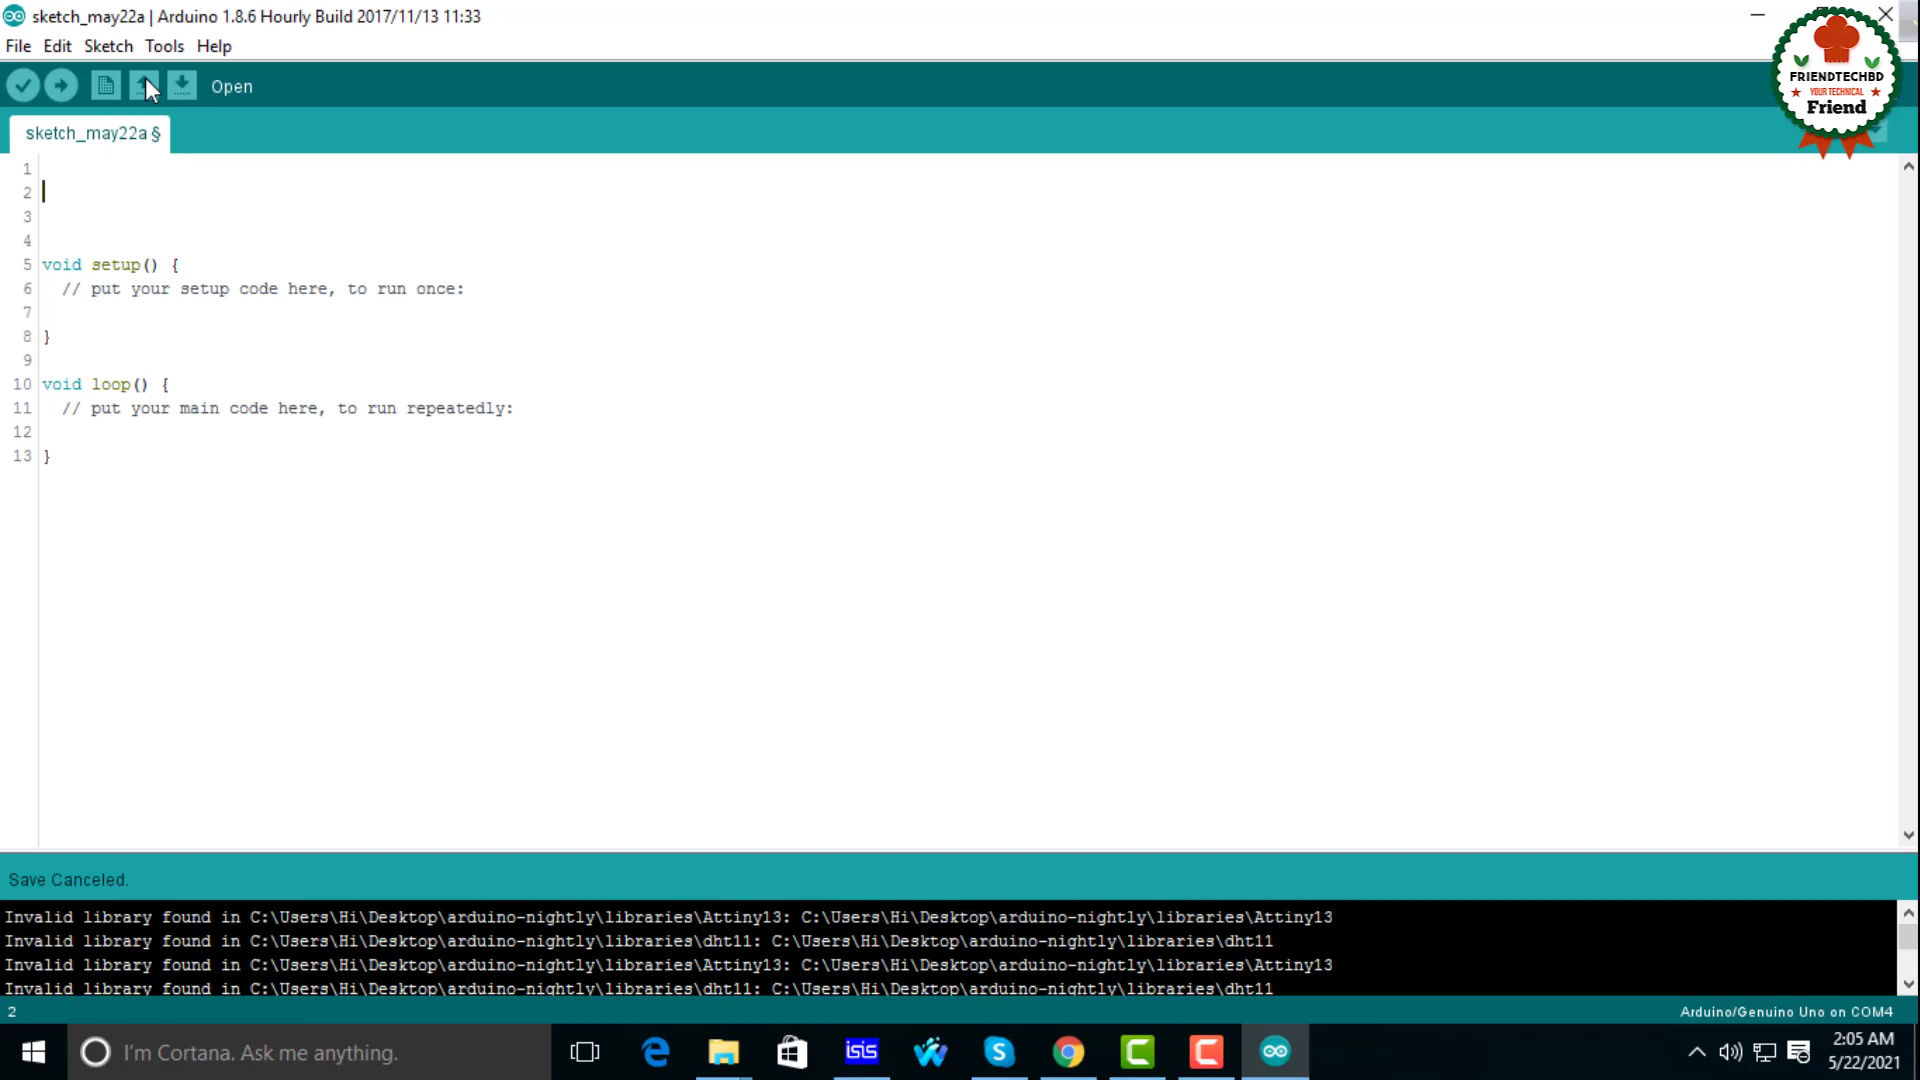 sketch_may22a | Arduino 1.8.6 Hourly Build 2017/11/13 11:33
File Edit Sketch Tools Help
Open
FRIENDTECHBD
YOUR TECHNICAL
Friend
sketch_may22a §
1
2
3
4
5 void setup() {
6 // put your setup code here, to run once:
7
8 }
9
10 void loop() {
11 // put your main code here, to run repeatedly:
12
13 }
Save Canceled.
Invalid library found in C:\Users\Hi\Desktop\arduino-nightly\libraries\Attiny13: C:\Users\Hi\Desktop\arduino-nightly\libraries\Attiny13
Invalid library found in C:\Users\Hi\Desktop\arduino-nightly\libraries\dht11: C:\Users\Hi\Desktop\arduino-nightly\libraries\dht11
Invalid library found in C:\Users\Hi\Desktop\arduino-nightly\libraries\Attiny13: C:\Users\Hi\Desktop\arduino-nightly\libraries\Attiny13
Invalid library found in C:\Users\Hi\Desktop\arduino-nightly\libraries\dht11: C:\Users\Hi\Desktop\arduino-nightly\libraries\dht11
2 Arduino/Genuino Uno on COM4
I'm Cortana. Ask me anything.
isis
2:05 AM
5/22/2021